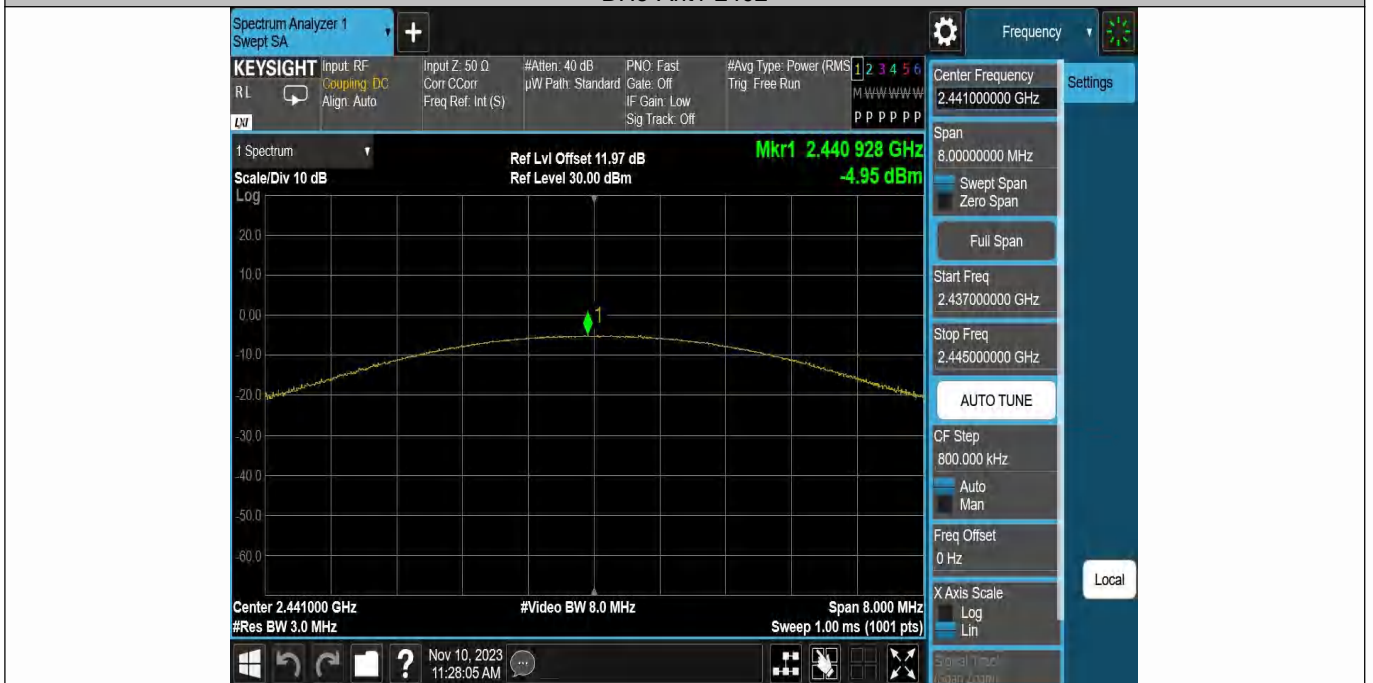 Spectrum Analyzer 1
Swept SA
Frequency
KEYSIGHT
RL
LXI
Input: RF
Coupling: DC
Align: Auto
Input Z: 50 Ω
Corr CCorr
Freq Ref: Int (S)
#Atten: 40 dB
µW Path: Standard
PNO: Fast
Gate: Off
IF Gain: Low
Sig Track: Off
#Avg Type: Power (RMS
Trig: Free Run
1 2 3 4 5 6
M W W W W W
P P P P P P
1 Spectrum
Scale/Div 10 dB
Log
Ref Lvl Offset 11.97 dB
Ref Level 30.00 dBm
Mkr1 2.440 928 GHz
-4.95 dBm
20.0
10.0
0.00
-10.0
-20.0
-30.0
-40.0
-50.0
-60.0
1
Center 2.441000 GHz
#Res BW 3.0 MHz
#Video BW 8.0 MHz
Span 8.000 MHz
Sweep 1.00 ms (1001 pts)
Nov 10, 2023
11:28:05 AM
Center Frequency
2.441000000 GHz
Settings
Span
8.00000000 MHz
Swept Span
Zero Span
Full Span
Start Freq
2.437000000 GHz
Stop Freq
2.445000000 GHz
AUTO TUNE
CF Step
800.000 kHz
Auto
Man
Freq Offset
0 Hz
X Axis Scale
Log
Lin
Local
Signal Track
(Span Zoom)